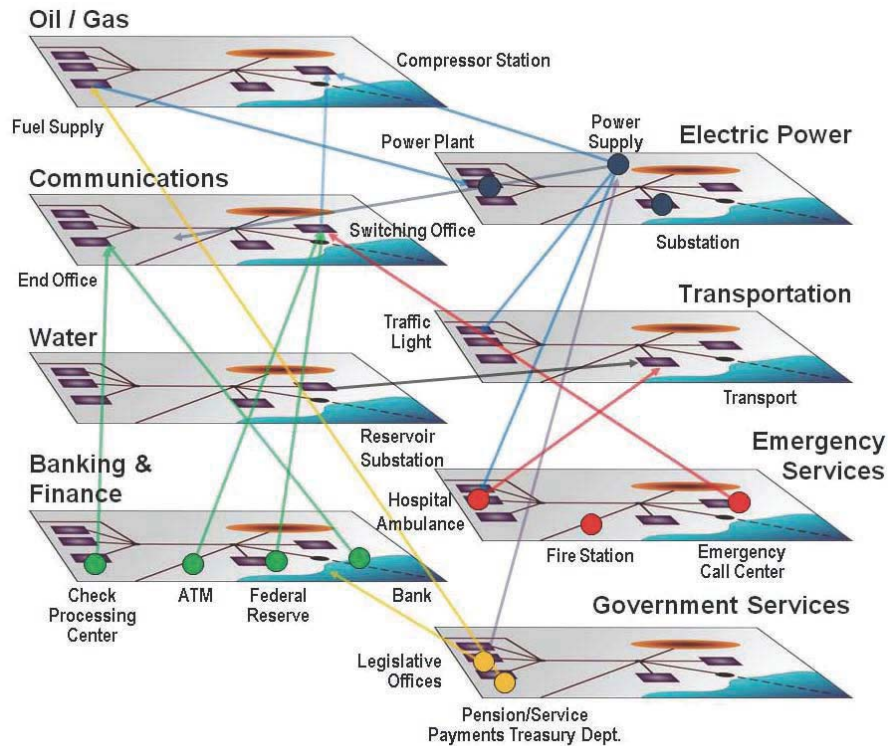 Oil / Gas
Compressor Station
Fuel Supply
Power
Supply
Electric Power
Power Plant
Substation
Communications
Switching Office
End Office
Transportation
Traffic
Light
Transport
Water
Reservoir
Substation
Emergency
Services
Hospital
Ambulance
Fire Station
Emergency
Call Center
Banking &
Finance
Check
Processing
Center
ATM
Federal
Reserve
Bank
Government Services
Legislative
Offices
Pension/Service
Payments Treasury Dept.